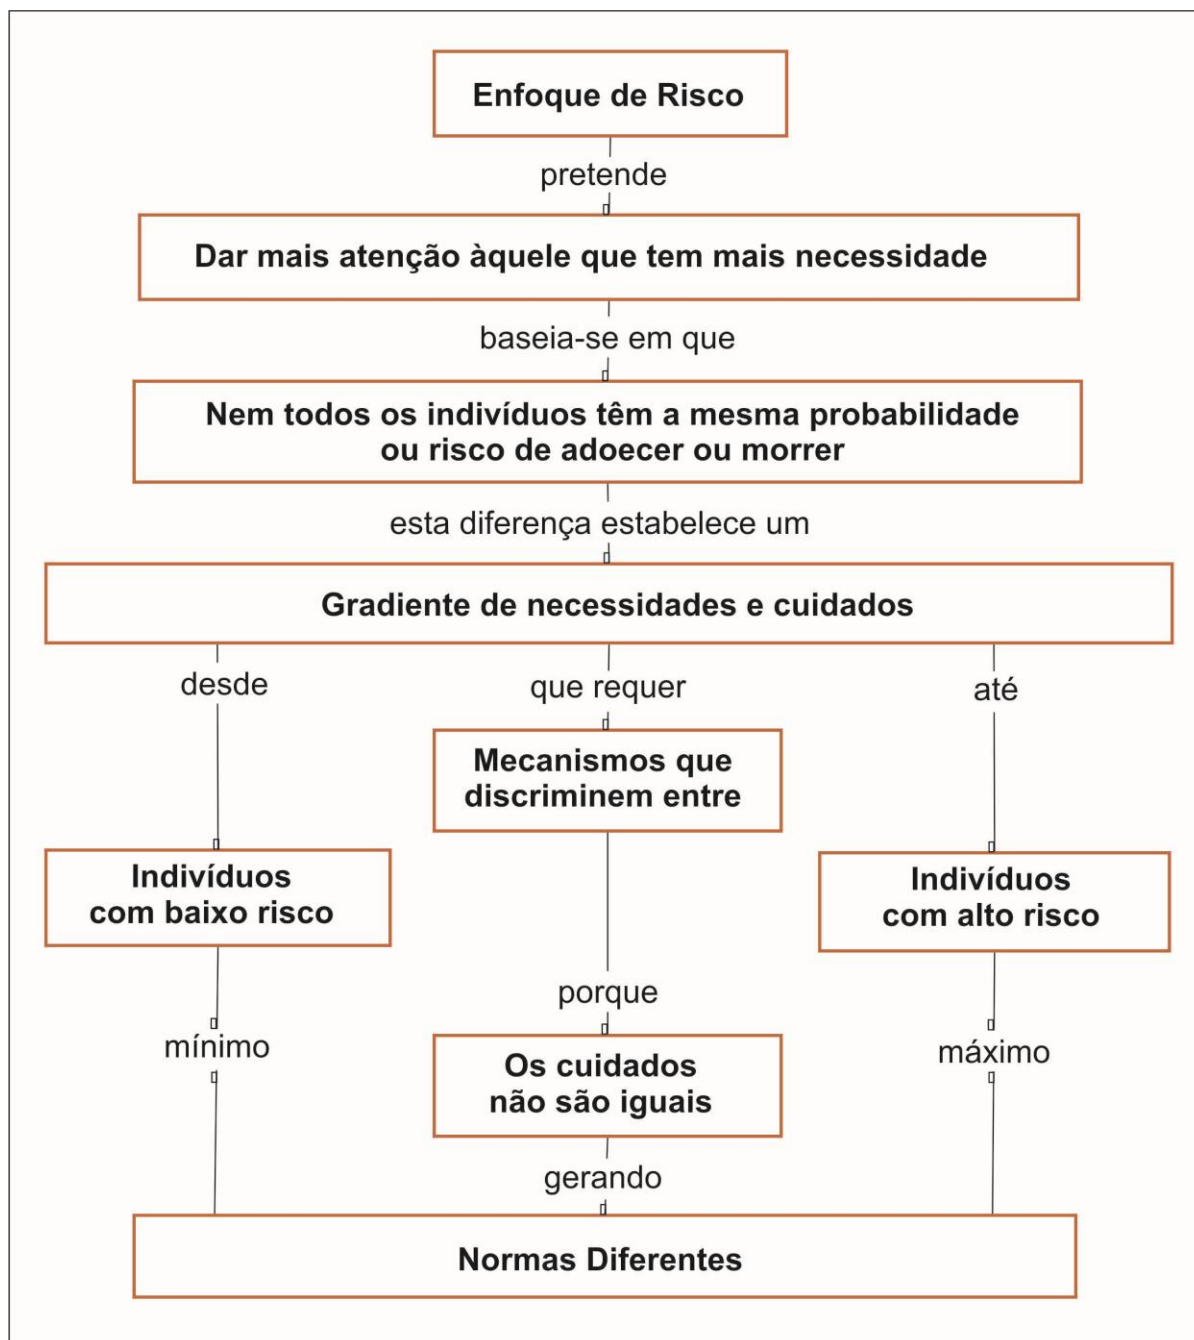 Enfoque de Risco
pretende
Dar mais atenção àquele que tem mais necessidade
baseia-se em que
Nem todos os indivíduos têm a mesma probabilidade
ou risco de adoecer ou morrer
esta diferença estabelece um
Gradiente de necessidades e cuidados
desde
que requer
até
Mecanismos que
discriminem entre
Indivíduos
com baixo risco
Indivíduos
com alto risco
porque
mínimo
máximo
Os cuidados
não são iguais
gerando
Normas Diferentes